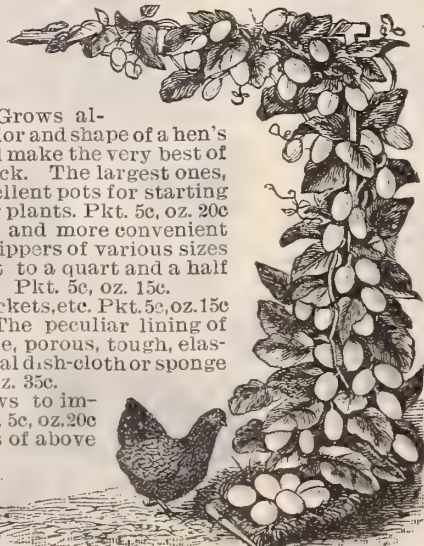 Grows al-
or and shape of a hen's
make the very best of
ck. The largest ones,
ellent pots for starting
plants. Pkt. 5c, oz. 20c
and more convenient
ippers of various sizes
to a quart and a half
Pkt. 5c, oz. 15c.
kets, etc. Pkt. 5c, oz. 15c
The peculiar lining of
e, porous, tough, elas-
al dish-cloth or sponge
z. 35c.
ws to im-
5c, oz. 20c
s of above